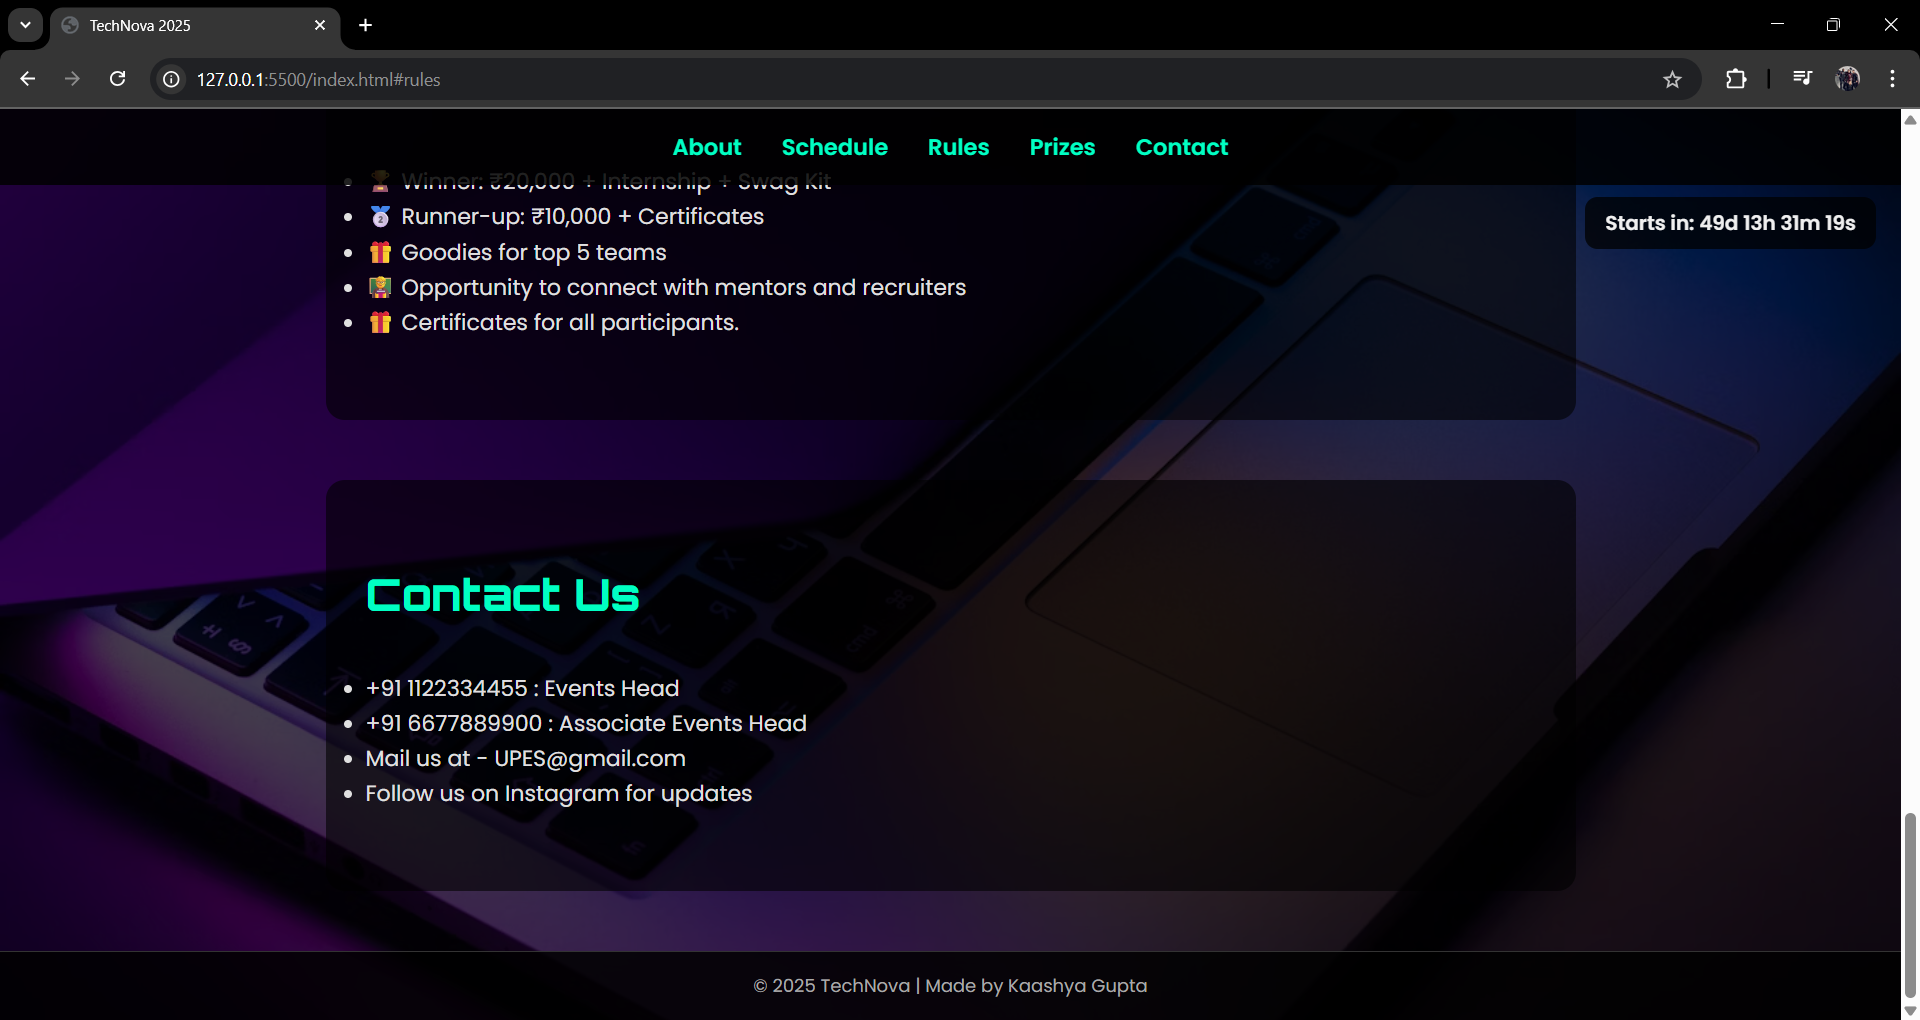 TechNova 2025
127.0.0.1:5500/index.html#rules
About Schedule Rules Prizes Contact
Winner: ₹20,000 + Internship + Swag Kit
Runner-up: ₹10,000 + Certificates
Starts in: 49d 13h 31m 19s
Goodies for top 5 teams
Opportunity to connect with mentors and recruiters
Certificates for all participants.
Contact Us
+91 1122334455 : Events Head
+91 6677889900 : Associate Events Head
Mail us at - UPES@gmail.com
Follow us on Instagram for updates
© 2025 TechNova | Made by Kaashya Gupta